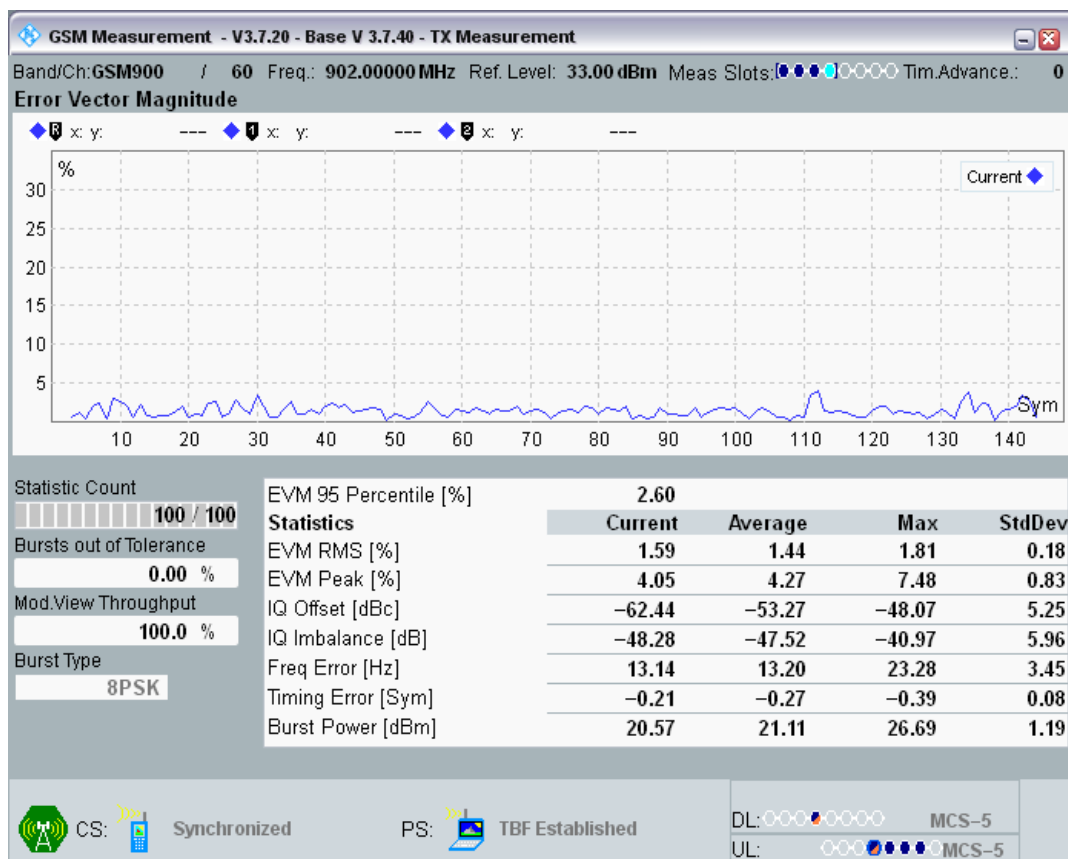 GSM Measurement - V3.7.20 - Base V 3.7.40 - TX Measurement
Band/Ch:GSM900 / 60 Freq.: 902.00000 MHz Ref. Level: 33.00 dBm Meas Slots: Tim.Advance.: 0
Error Vector Magnitude
R x: y: --- 1 x: y: --- 2 x: y: ---
%
Current
30
25
20
15
10
5
Sym
10 20 30 40 50 60 70 80 90 100 110 120 130 140
Statistic Count
100 / 100
Bursts out of Tolerance
0.00 %
Mod.View Throughput
100.0 %
Burst Type
8PSK
EVM 95 Percentile [%] 2.60
Statistics Current Average Max StdDev
EVM RMS [%] 1.59 1.44 1.81 0.18
EVM Peak [%] 4.05 4.27 7.48 0.83
IQ Offset [dBc] −62.44 −53.27 −48.07 5.25
IQ Imbalance [dB] −48.28 −47.52 −40.97 5.96
Freq Error [Hz] 13.14 13.20 23.28 3.45
Timing Error [Sym] −0.21 −0.27 −0.39 0.08
Burst Power [dBm] 20.57 21.11 26.69 1.19
CS: Synchronized PS: TBF Established
DL: MCS−5
UL: MCS−5